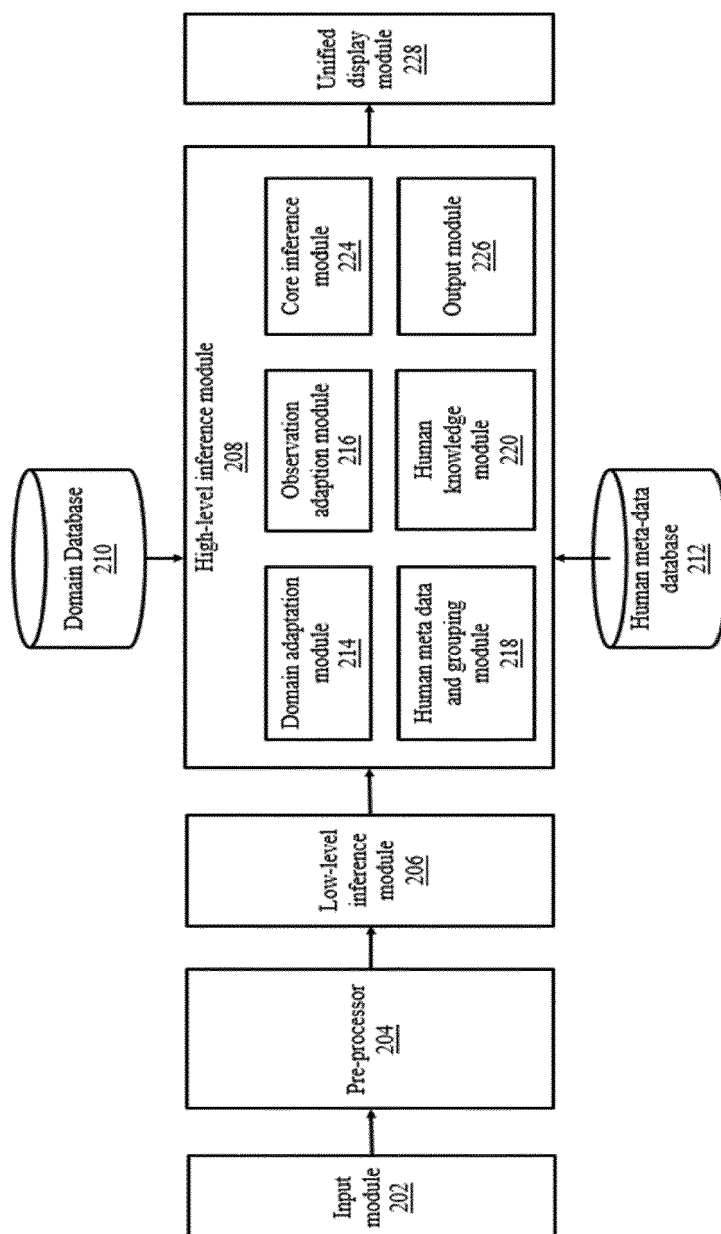 Domain Database
210
Input
module
202
Pre-processor
204
Low-level
inference
module
206
High-level inference module
208
Domain adaptation
module
214
Observation
adaption module
216
Core inference
module
224
Human meta data
and grouping
module
218
Human
knowledge
module
220
Output module
226
Unified
display
module
228
Human meta-data
database
212